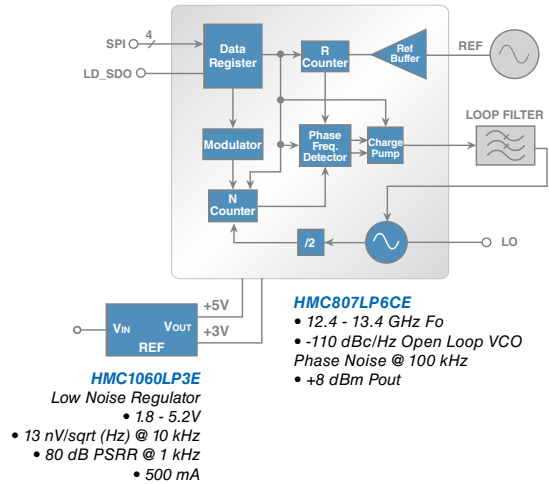 SPI
4
LD_SDO
Data
Register
R
Counter
Ref
Buffer
REF
LOOP FILTER
Modulator
Phase
Freq.
Detector
Charge
Pump
N
Counter
/2
LO
+5V
+3V
VIN
VOUT
REF
HMC807LP6CE
• 12.4 - 13.4 GHz Fo
• -110 dBc/Hz Open Loop VCO
Phase Noise @ 100 kHz
• +8 dBm Pout
HMC1060LP3E
Low Noise Regulator
• 1.8 - 5.2V
• 13 nV/sqrt (Hz) @ 10 kHz
• 80 dB PSRR @ 1 kHz
• 500 mA